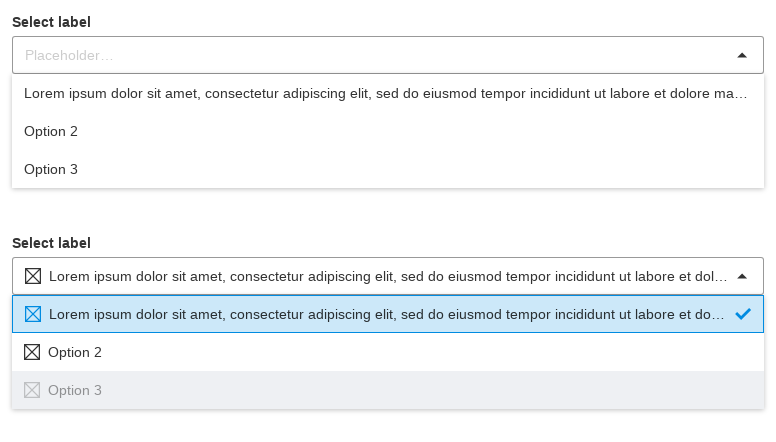 Select label
Placeholder…
Lorem ipsum dolor sit amet, consectetur adipiscing elit, sed do eiusmod tempor incididunt ut labore et dolore ma…
Option 2
Option 3
Select label
Lorem ipsum dolor sit amet, consectetur adipiscing elit, sed do eiusmod tempor incididunt ut labore et dol…
Lorem ipsum dolor sit amet, consectetur adipiscing elit, sed do eiusmod tempor incididunt ut labore et do…
Option 2
Option 3